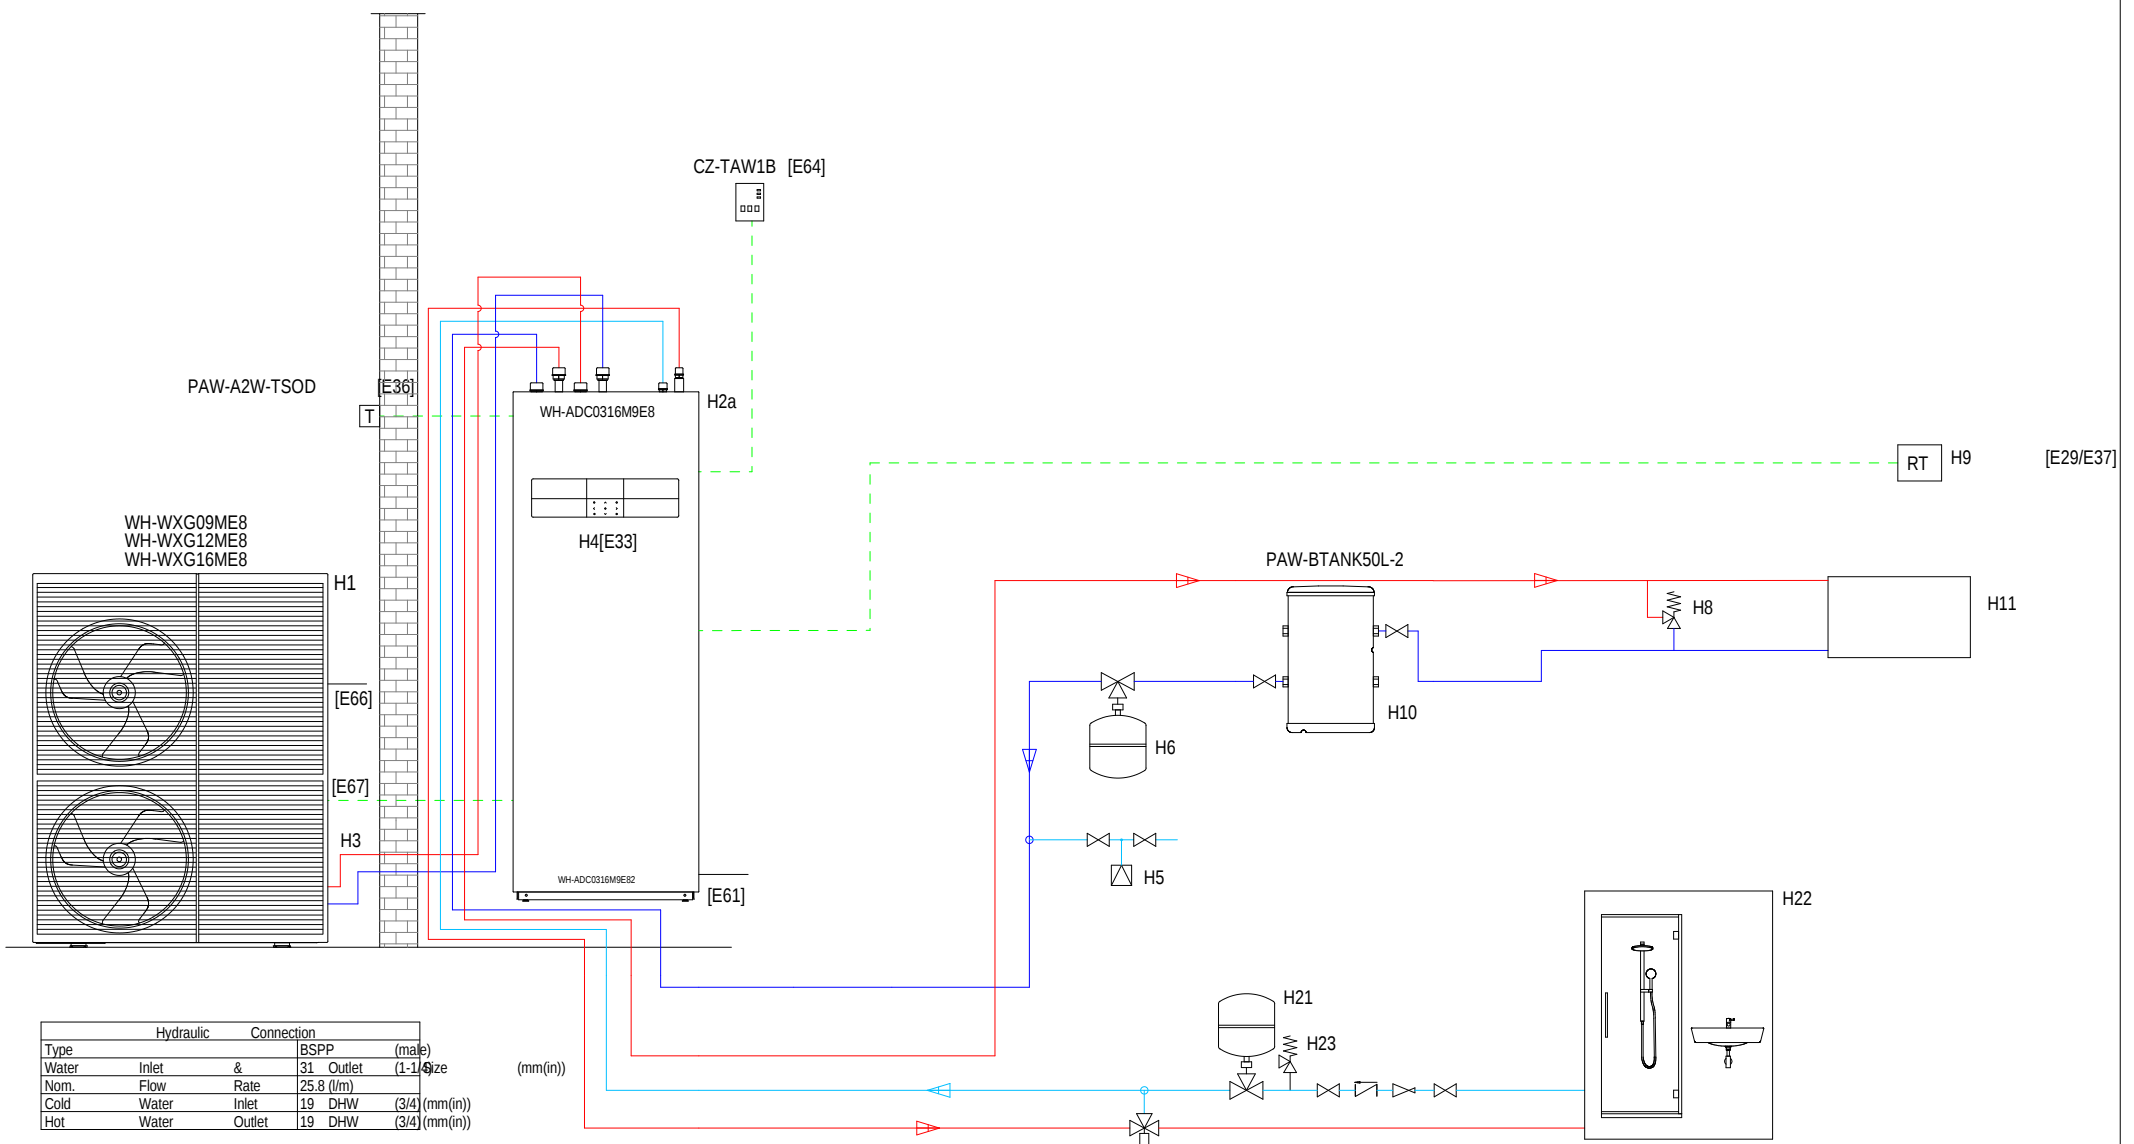 CZ-TAW1B [E64]
PAW-A2W-TSOD [E36]
T
WH-ADC0316M9E8
H2a
RT H9 [E29/E37]
H4[E33]
WH-WXG09ME8
WH-WXG12ME8
WH-WXG16ME8
H1
PAW-BTANK50L-2
H8
H11
[E66]
H10
H6
[E67]
H3
H5
WH-ADC0316M9E82
[E61]
H22
H21
H23
Hydraulic Connection
Type BSPP (male)
Water Inlet & 31 Outlet (1-1/4) Size (mm(in))
Nom. Flow Rate 25.8 (l/m)
Cold Water Inlet 19 DHW (3/4) (mm(in))
Hot Water Outlet 19 DHW (3/4) (mm(in))